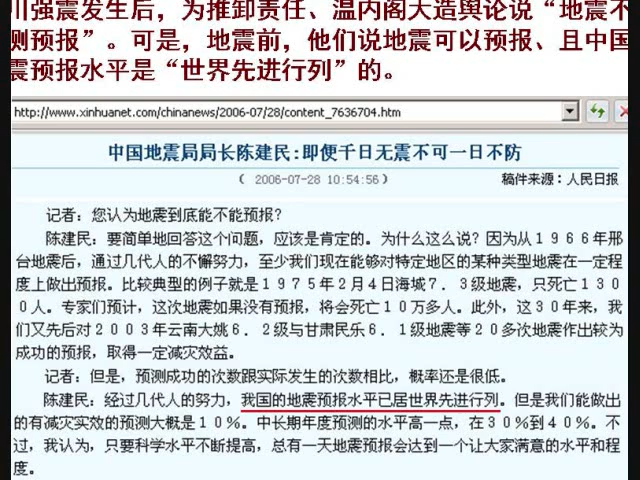 川强震发生后，为推卸责任、温内阁大造舆论说“地震不
测预报”。可是，地震前，他们说地震可以预报、且中国
震预报水平是“世界先进行列”的。
http://www.xinhuanet.com/chinanews/2006-07/28/content_7636704.htm
中国地震局局长陈建民:即便千日无震不可一日不防
（ 2006-07-28 10:54:56） 稿件来源：人民日报
记者：您认为地震到底能不能预报？
陈建民：要简单地回答这个问题，应该是肯定的。为什么这么说？因为从１９６６年邢
台地震后，通过几代人的不懈努力，至少我们现在能够对特定地区的某种类型地震在一定程
度上做出预报。比较典型的例子就是１９７５年２月４日海城７．３级地震，只死亡１３０
０人。专家们预计，这次地震如果没有预报，将会死亡１０万多人。此外，这３０年来，我
们又先后对２００３年云南大姚６．２级与甘肃民乐６．１级地震等２０多次地震作出较为
成功的预报，取得一定减灾效益。
记者：但是，预测成功的次数跟实际发生的次数相比，概率还是很低。
陈建民：经过几代人的努力，我国的地震预报水平已居世界先进行列。但是我们能做出
的有减灾实效的预测大概是１０％。中长期年度预测的水平高一点，在３０％到４０％。不
过，我认为，只要科学水平不断提高，总有一天地震预报会达到一个让大家满意的水平和程
度。